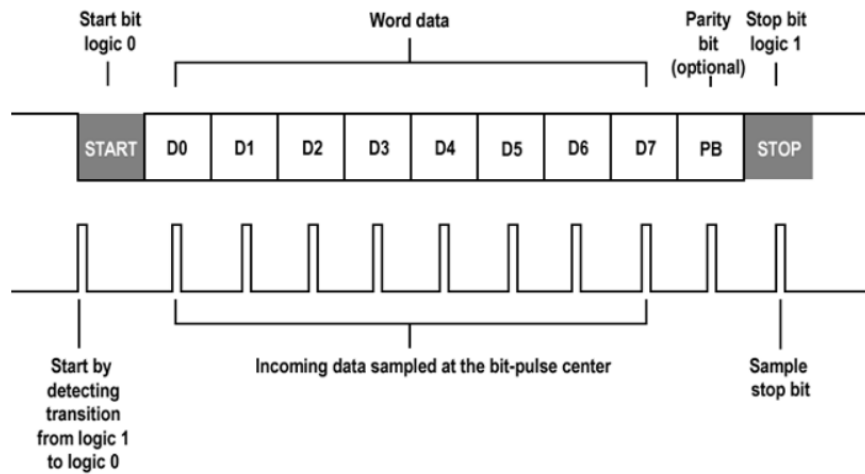 Start bit
logic 0
Word data
Parity
bit
(optional)
Stop bit
logic 1
START D0 D1 D2 D3 D4 D5 D6 D7 PB STOP
Start by
detecting
transition
from logic 1
to logic 0
Incoming data sampled at the bit-pulse center
Sample
stop bit